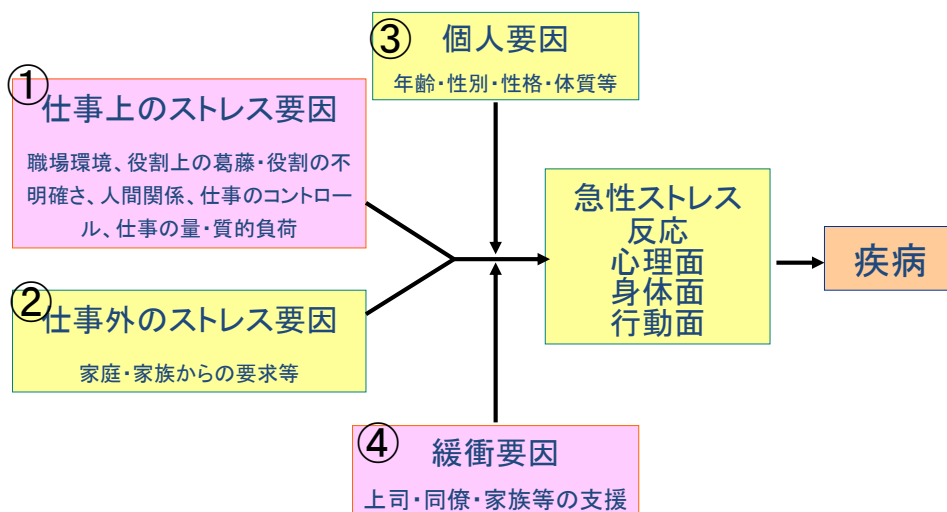 ①
仕事上のストレス要因
職場環境、役割上の葛藤・役割の不
明確さ、人間関係、仕事のコントロー
ル、仕事の量・質的負荷
②
仕事外のストレス要因
家庭・家族からの要求等
③
個人要因
年齢・性別・性格・体質等
④
緩衝要因
上司・同僚・家族等の支援
急性ストレス
反応
心理面
身体面
行動面
疾病